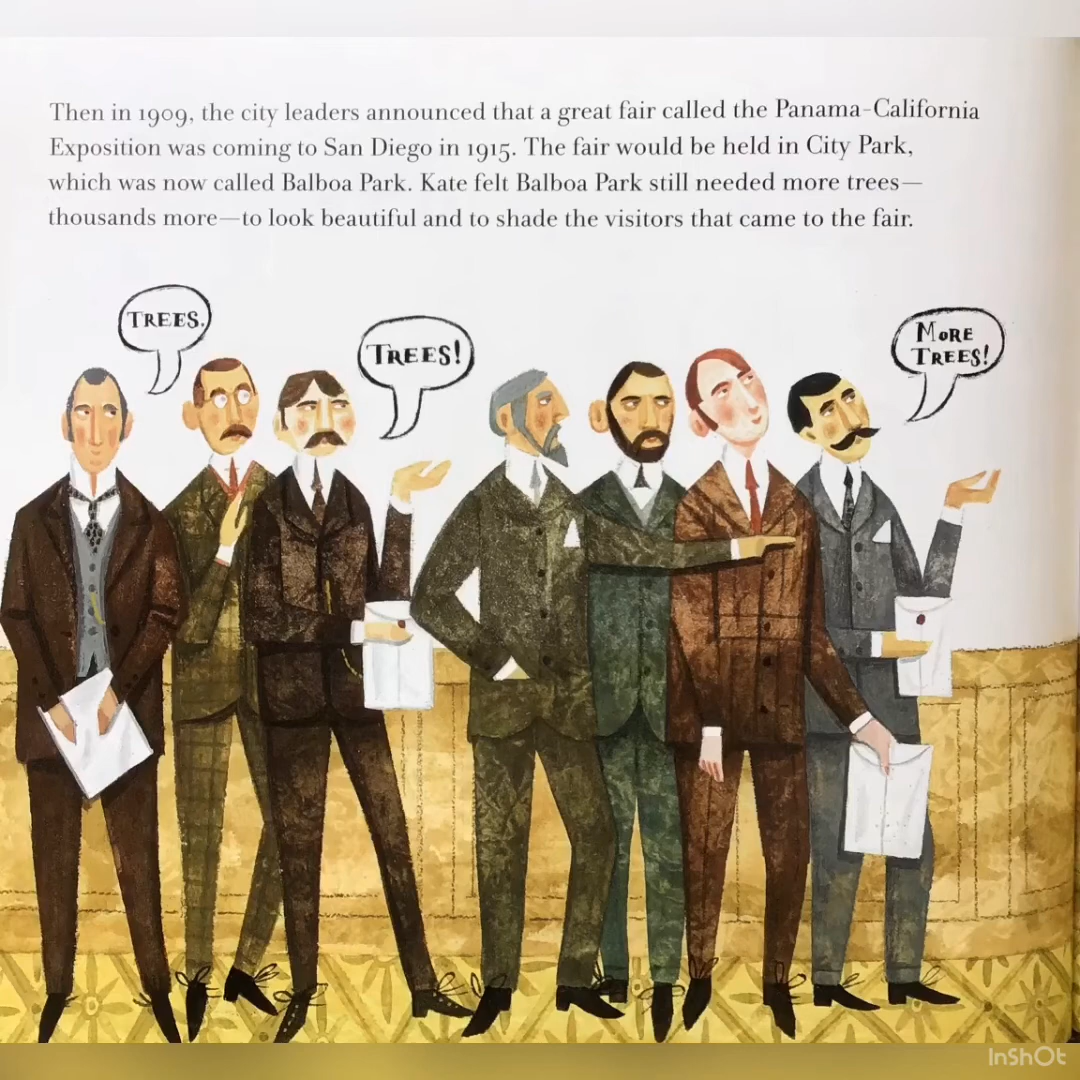 Then in 1909, the city leaders announced that a great fair called the Panama-California
Exposition was coming to San Diego in 1915. The fair would be held in City Park,
which was now called Balboa Park. Kate felt Balboa Park still needed more trees—
thousands more—to look beautiful and to shade the visitors that came to the fair.
TREES.
TREES!
MORE
TREES!
InShOt